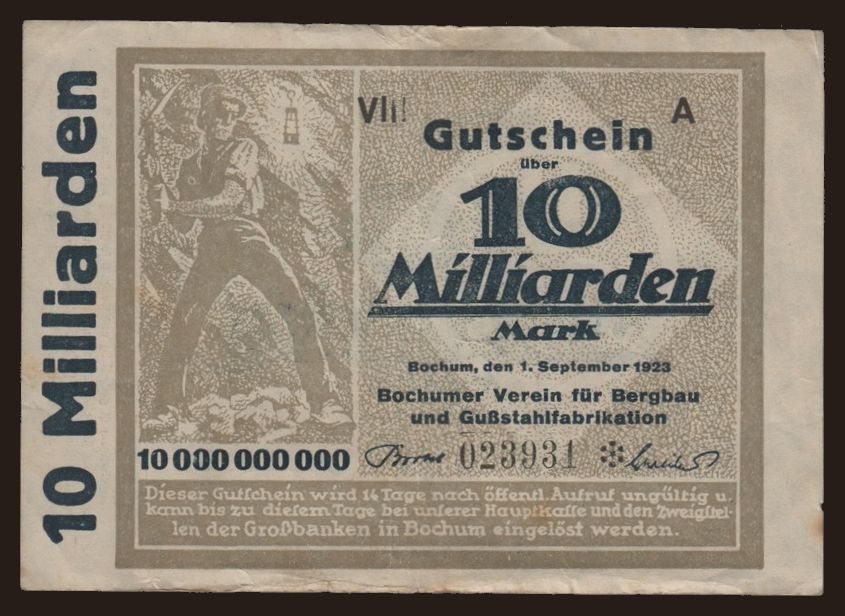 10 Milliarden
VIII A
Gutschein
über
10
Milliarden
Mark
Bochum, den 1. September 1923
Bochumer Verein für Bergbau
und Gußstahlfabrikation
10 000 000 000
023931 ✻
Dieser Gutschein wird 14 Tage nach öffentl. Aufruf ungültig u.
kann bis zu diesem Tage bei unserer Hauptkasse und den Zweigstel-
len der Großbanken in Bochum eingelöst werden.